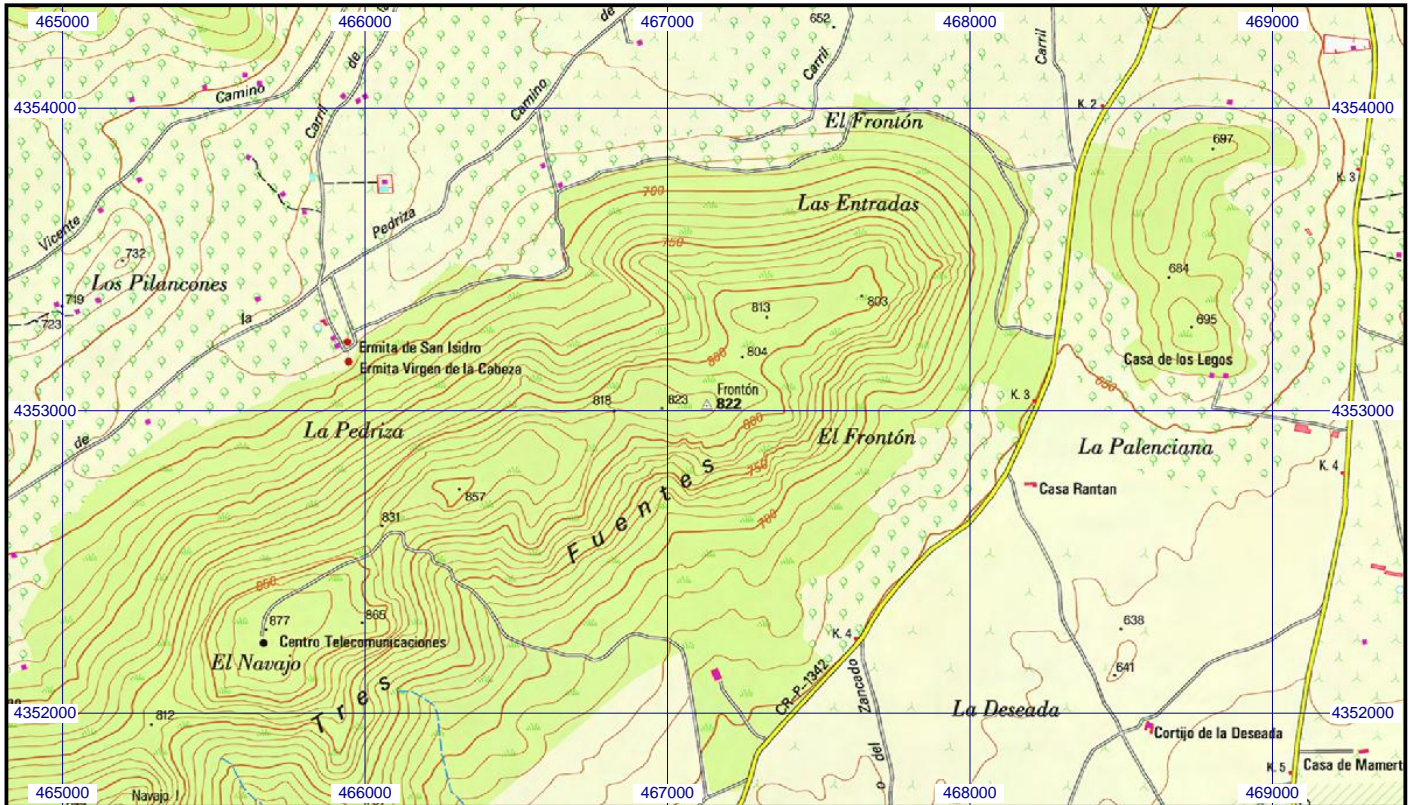 465000
466000
467000
468000
469000
652
de
de
Carril
Carril
Camino
Camino
Carril
4354000
4354000
K. 2
El Frontón
697
K. 3
700
Las Entradas
Pedriza
Vicente
750
732
Los Pilancones
684
719
803
813
la
723
695
Ermita de San Isidro
804
800
Casa de los Legos
Ermita Virgen de la Cabeza
650
Frontón
822
818
823
K. 3
4353000
4353000
800
La Pedriza
de
El Frontón
La Palenciana
750
K. 4
Casa Rantan
857
831
700
Tres Fuentes
850
877
865
638
K. 4
Centro Telecomunicaciones
El Navajo
641
CR-P-1342
Zancado
4352000
812
La Deseada
4352000
Cortijo de la Deseada
del
K. 5
Casa de Mamert
465000
466000
467000
468000
469000
Navajo